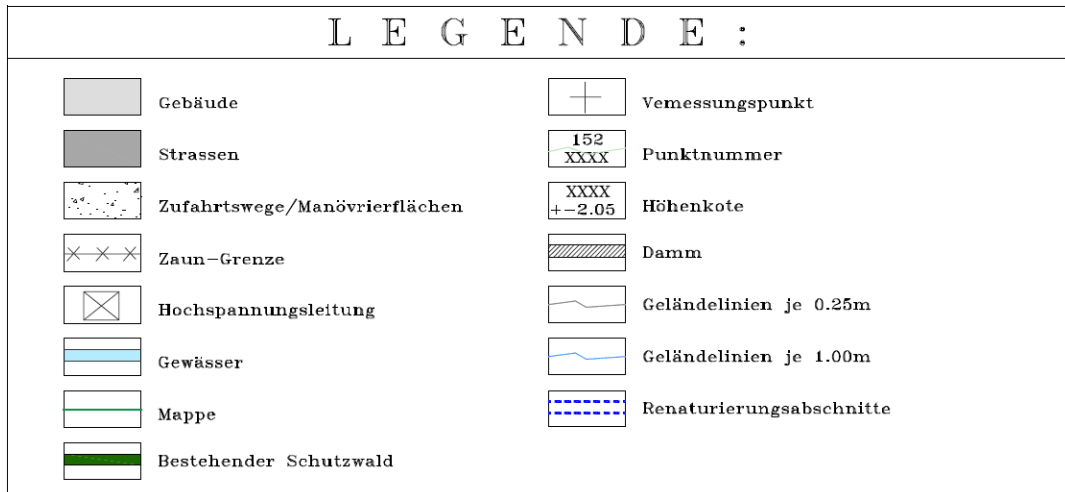 L E G E N D E :
Gebäude
Strassen
Zufahrtswege/Manövrierflächen
Zaun-Grenze
Hochspannungsleitung
Gewässer
Mappe
Bestehender Schutzwald
Vemessungspunkt
152
XXXX
Punktnummer
XXXX
+-2.05
Höhenkote
Damm
Geländelinien je 0.25m
Geländelinien je 1.00m
Renaturierungsabschnitte